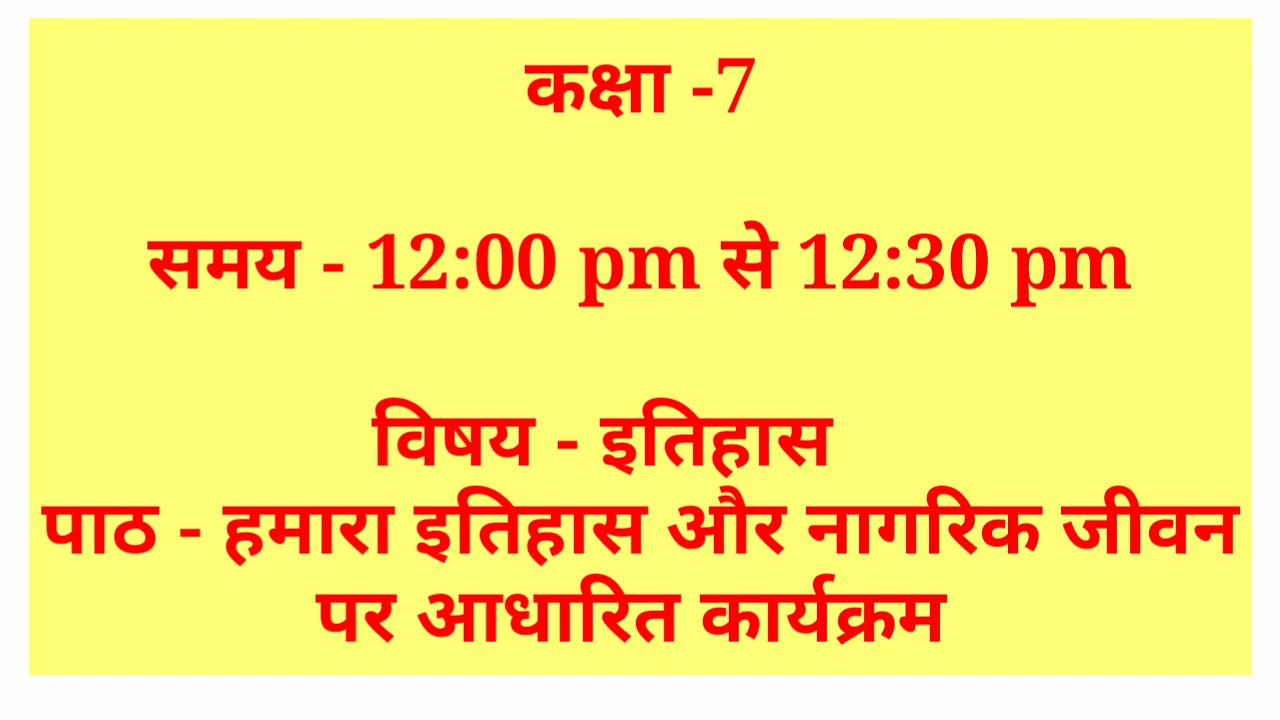 कक्षा -7
समय - 12:00 pm से 12:30 pm
विषय - इतिहास
पाठ - हमारा इतिहास और नागरिक जीवन
पर आधारित कार्यक्रम